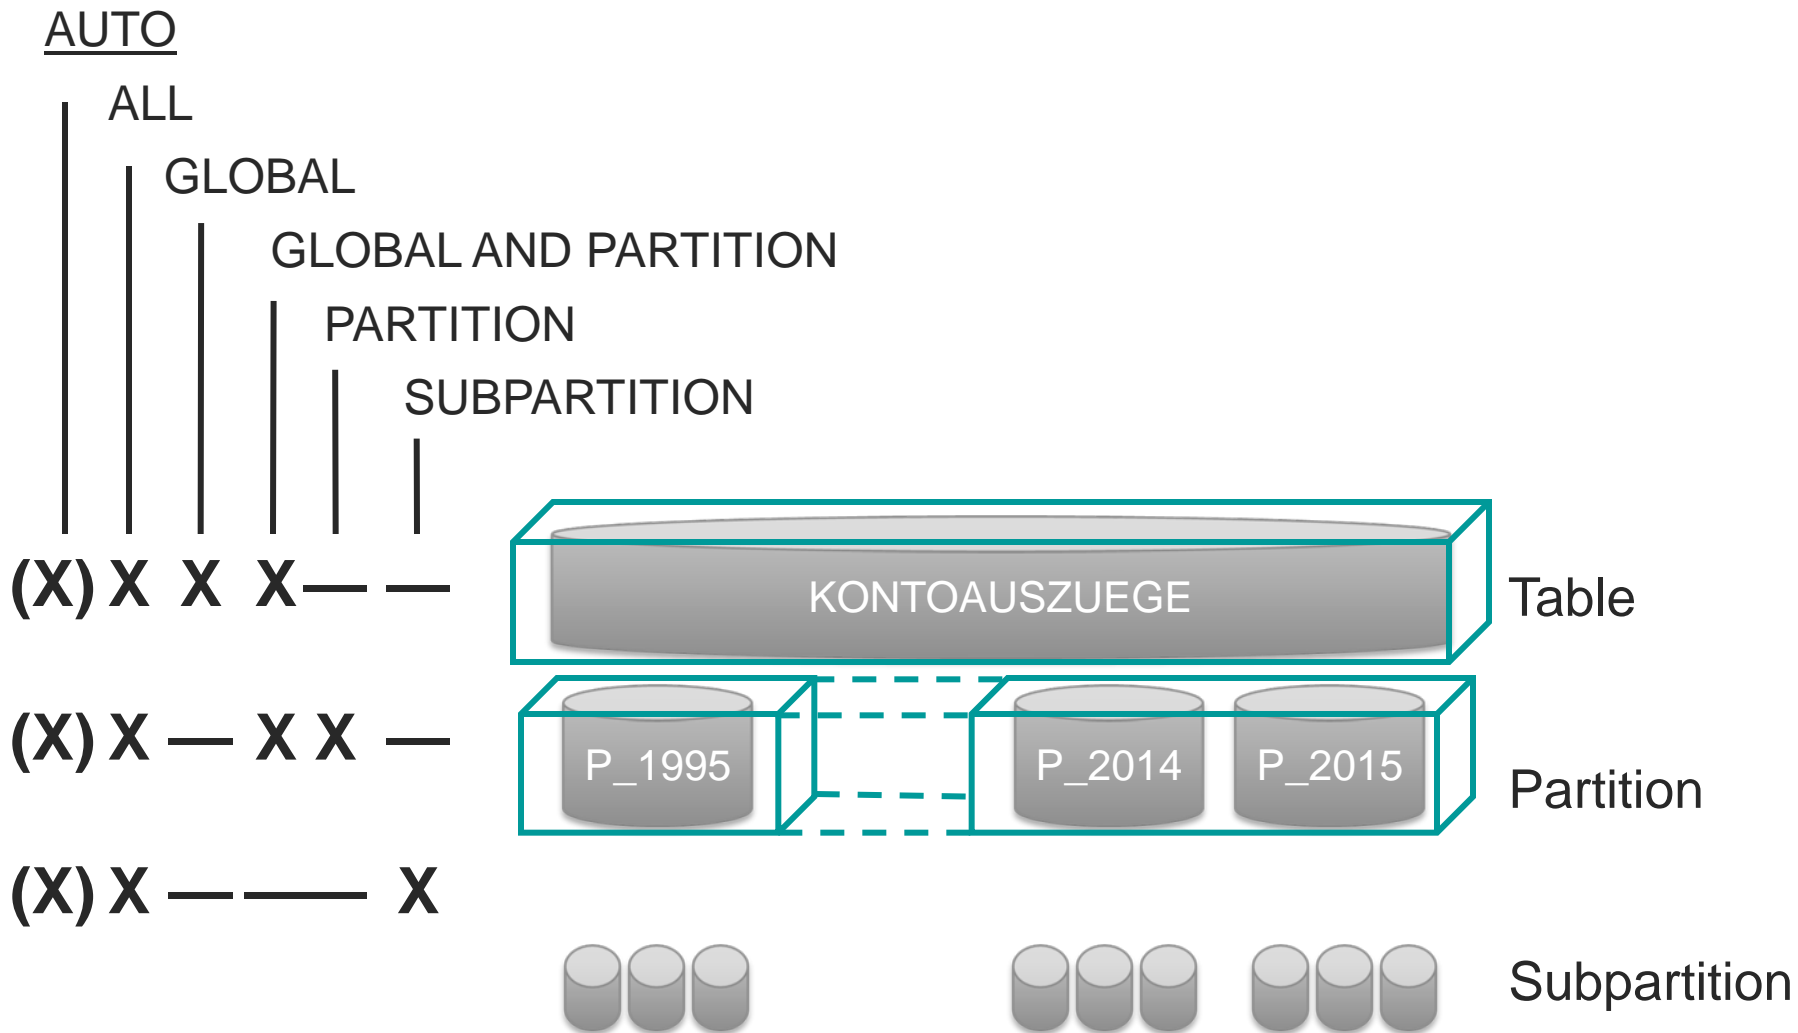 AUTO
ALL
GLOBAL
GLOBAL AND PARTITION
PARTITION
SUBPARTITION
(X) X X X — —
KONTOAUSZUEGE
Table
(X) X — X X —
P_1995
P_2014
P_2015
Partition
(X) X — — X
Subpartition